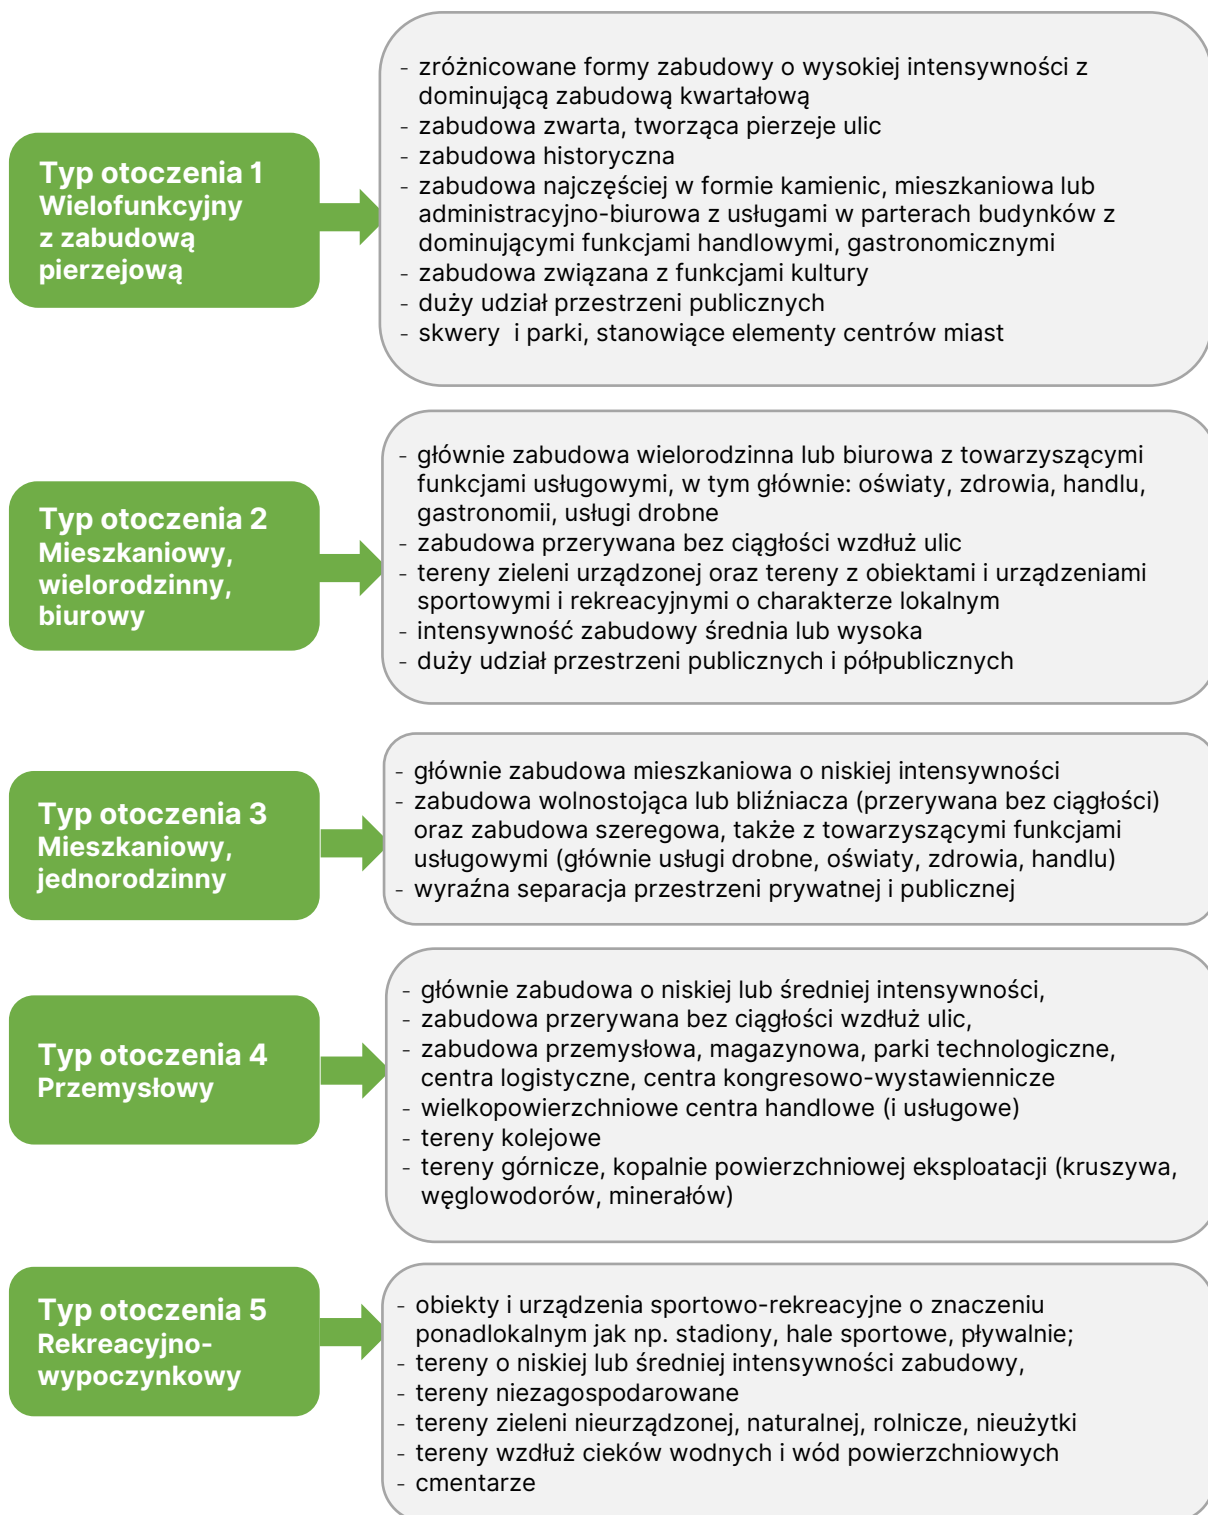 Typ otoczenia 1
Wielofunkcyjny
z zabudową
pierzejową
- zróżnicowane formy zabudowy o wysokiej intensywności z
dominującą zabudową kwartałową
- zabudowa zwarta, tworząca pierzeje ulic
- zabudowa historyczna
- zabudowa najczęściej w formie kamienic, mieszkaniowa lub
administracyjno-biurowa z usługami w parterach budynków z
dominującymi funkcjami handlowymi, gastronomicznymi
- zabudowa związana z funkcjami kultury
- duży udział przestrzeni publicznych
- skwery i parki, stanowiące elementy centrów miast
Typ otoczenia 2
Mieszkaniowy,
wielorodzinny,
biurowy
- głównie zabudowa wielorodzinna lub biurowa z towarzyszącymi
funkcjami usługowymi, w tym głównie: oświaty, zdrowia, handlu,
gastronomii, usługi drobne
- zabudowa przerywana bez ciągłości wzdłuż ulic
- tereny zieleni urządzonej oraz tereny z obiektami i urządzeniami
sportowymi i rekreacyjnymi o charakterze lokalnym
- intensywność zabudowy średnia lub wysoka
- duży udział przestrzeni publicznych i półpublicznych
Typ otoczenia 3
Mieszkaniowy,
jednorodzinny
- głównie zabudowa mieszkaniowa o niskiej intensywności
- zabudowa wolnostojąca lub bliźniacza (przerywana bez ciągłości)
oraz zabudowa szeregowa, także z towarzyszącymi funkcjami
usługowymi (głównie usługi drobne, oświaty, zdrowia, handlu)
- wyraźna separacja przestrzeni prywatnej i publicznej
Typ otoczenia 4
Przemysłowy
- głównie zabudowa o niskiej lub średniej intensywności,
- zabudowa przerywana bez ciągłości wzdłuż ulic,
- zabudowa przemysłowa, magazynowa, parki technologiczne,
centra logistyczne, centra kongresowo-wystawiennicze
- wielkopowierzchniowe centra handlowe (i usługowe)
- tereny kolejowe
- tereny górnicze, kopalnie powierzchniowej eksploatacji (kruszywa,
węglowodorów, minerałów)
Typ otoczenia 5
Rekreacyjno-
wypoczynkowy
- obiekty i urządzenia sportowo-rekreacyjne o znaczeniu
ponadlokalnym jak np. stadiony, hale sportowe, pływalnie;
- tereny o niskiej lub średniej intensywności zabudowy,
- tereny niezagospodarowane
- tereny zieleni nieurządzonej, naturalnej, rolnicze, nieużytki
- tereny wzdłuż cieków wodnych i wód powierzchniowych
- cmentarze